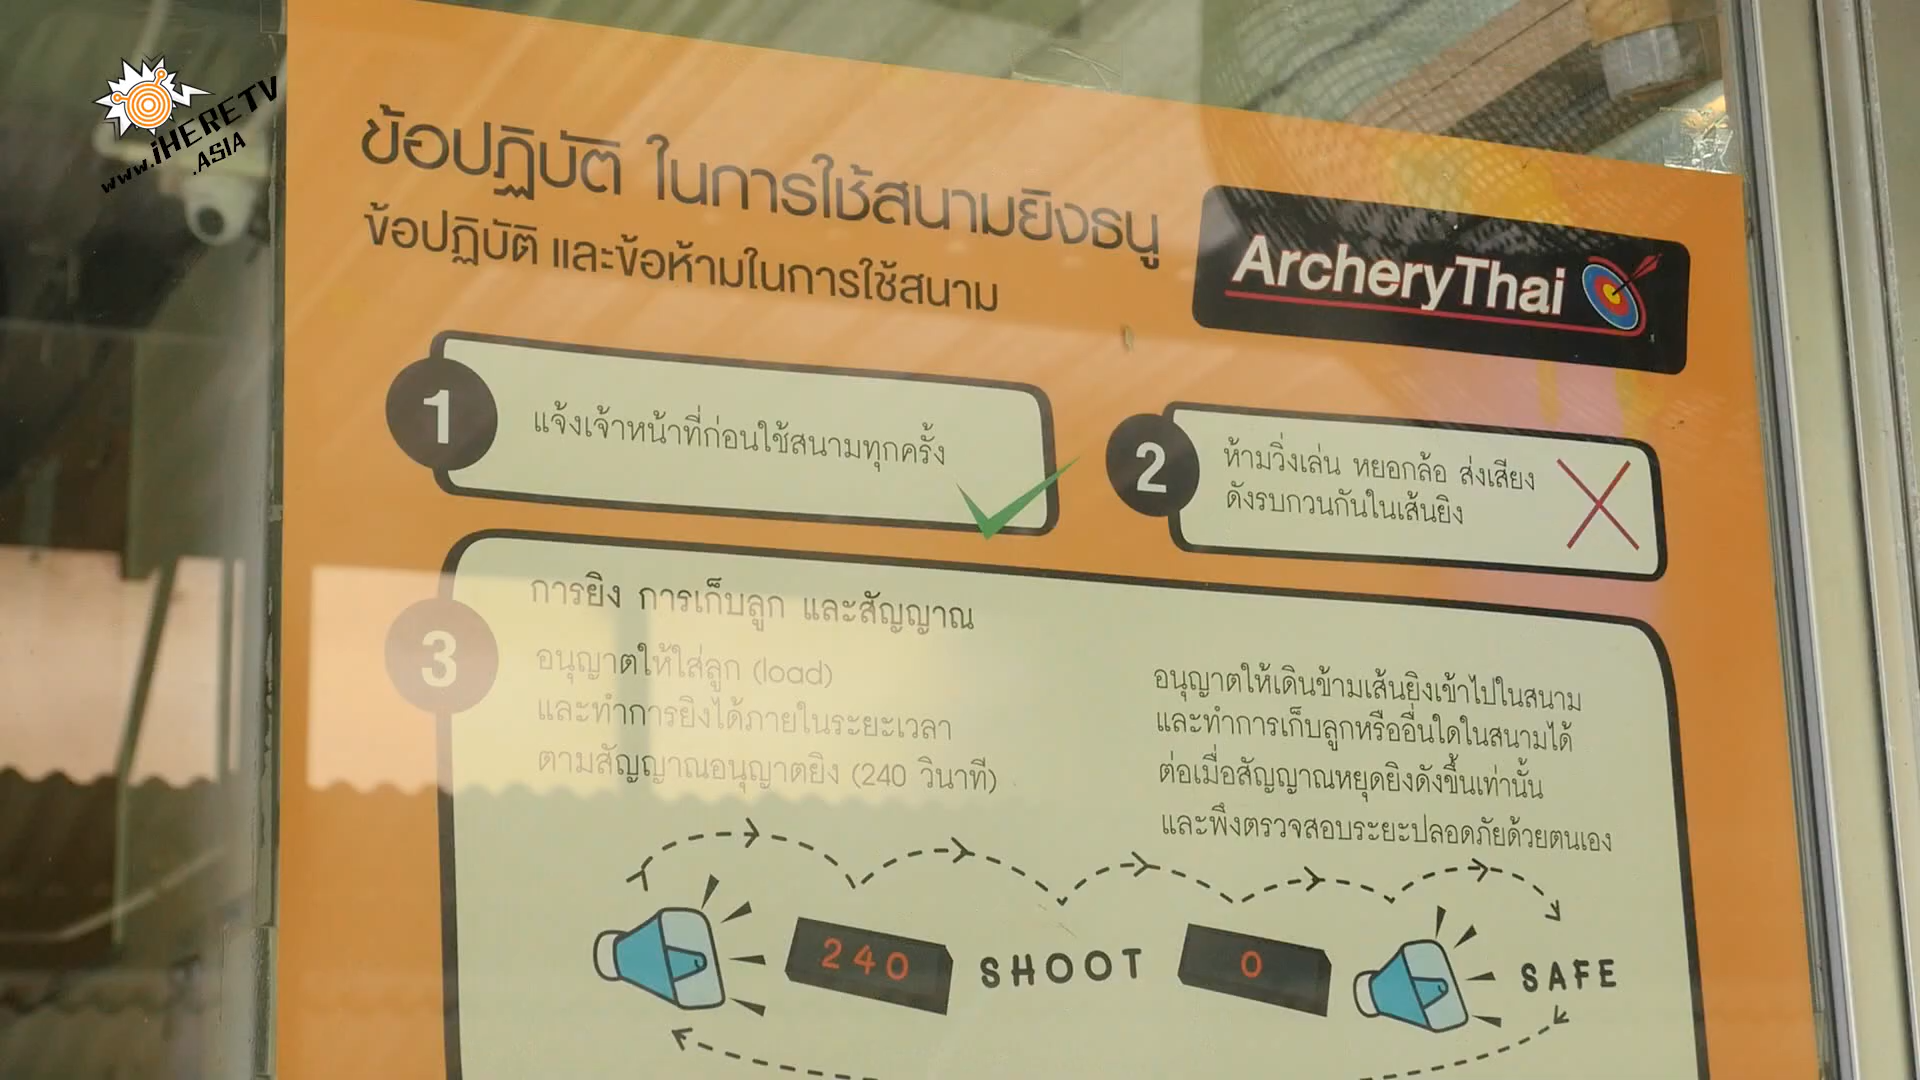 www.iHERETV
.ASIA
ข้อปฏิบัติ ในการใช้สนามยิงธนู
ข้อปฏิบัติ และข้อห้ามในการใช้สนาม
ArcheryThai
1
แจ้งเจ้าหน้าที่ก่อนใช้สนามทุกครั้ง
2
ห้ามวิ่งเล่น หยอกล้อ ส่งเสียง
ดังรบกวนกันในเส้นยิง
3
การยิง การเก็บลูก และสัญญาณ
อนุญาตให้ใส่ลูก (load)
และทำการยิงได้ภายในระยะเวลา
ตามสัญญาณอนุญาตยิง (240 วินาที)
อนุญาตให้เดินข้ามเส้นยิงเข้าไปในสนาม
และทำการเก็บลูกหรืออื่นใดในสนามได้
ต่อเมื่อสัญญาณหยุดยิงดังขึ้นเท่านั้น
และพึงตรวจสอบระยะปลอดภัยด้วยตนเอง
240 SHOOT 0 SAFE